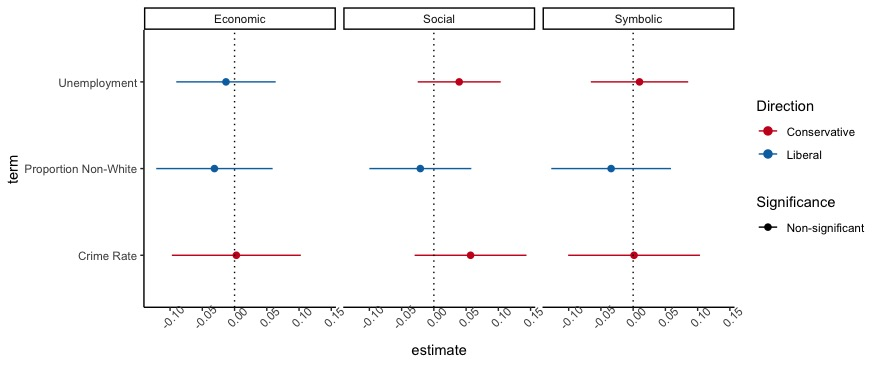 Economic Social Symbolic
Unemployment
Proportion Non-White
Crime Rate
term
-0.10 -0.05 0.00 0.05 0.10 0.15 -0.10 -0.05 0.00 0.05 0.10 0.15 -0.10 -0.05 0.00 0.05 0.10 0.15
estimate
Direction
Conservative
Liberal
Significance
Non-significant